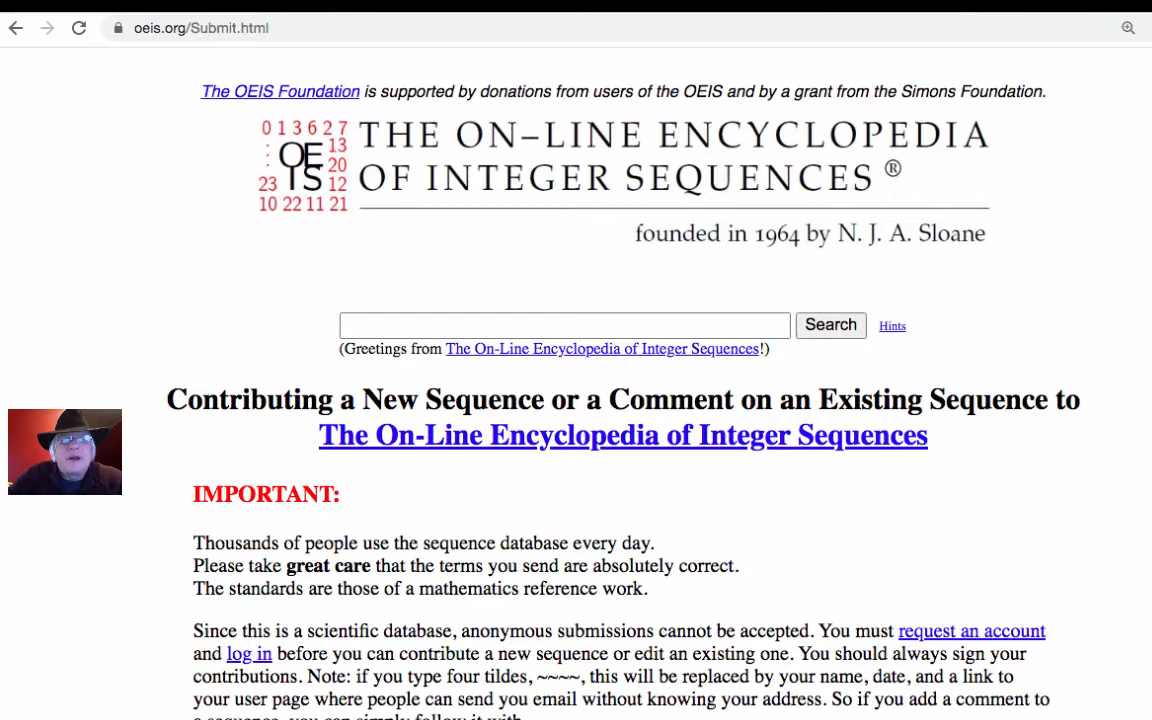 oeis.org/Submit.html
The OEIS Foundation is supported by donations from users of the OEIS and by a grant from the Simons Foundation.
0 1 3 6 2 7
: OE 13
: IS 20
23 12
10 22 11 21
THE ON–LINE ENCYCLOPEDIA
OF INTEGER SEQUENCES ®
founded in 1964 by N. J. A. Sloane
Search Hints
(Greetings from The On-Line Encyclopedia of Integer Sequences!)
Contributing a New Sequence or a Comment on an Existing Sequence to
The On-Line Encyclopedia of Integer Sequences
IMPORTANT:
Thousands of people use the sequence database every day.
Please take great care that the terms you send are absolutely correct.
The standards are those of a mathematics reference work.
Since this is a scientific database, anonymous submissions cannot be accepted. You must request an account
and log in before you can contribute a new sequence or edit an existing one. You should always sign your
contributions. Note: if you type four tildes, ~~~~, this will be replaced by your name, date, and a link to
your user page where people can send you email without knowing your address. So if you add a comment to
a sequence, you can simply follow it with